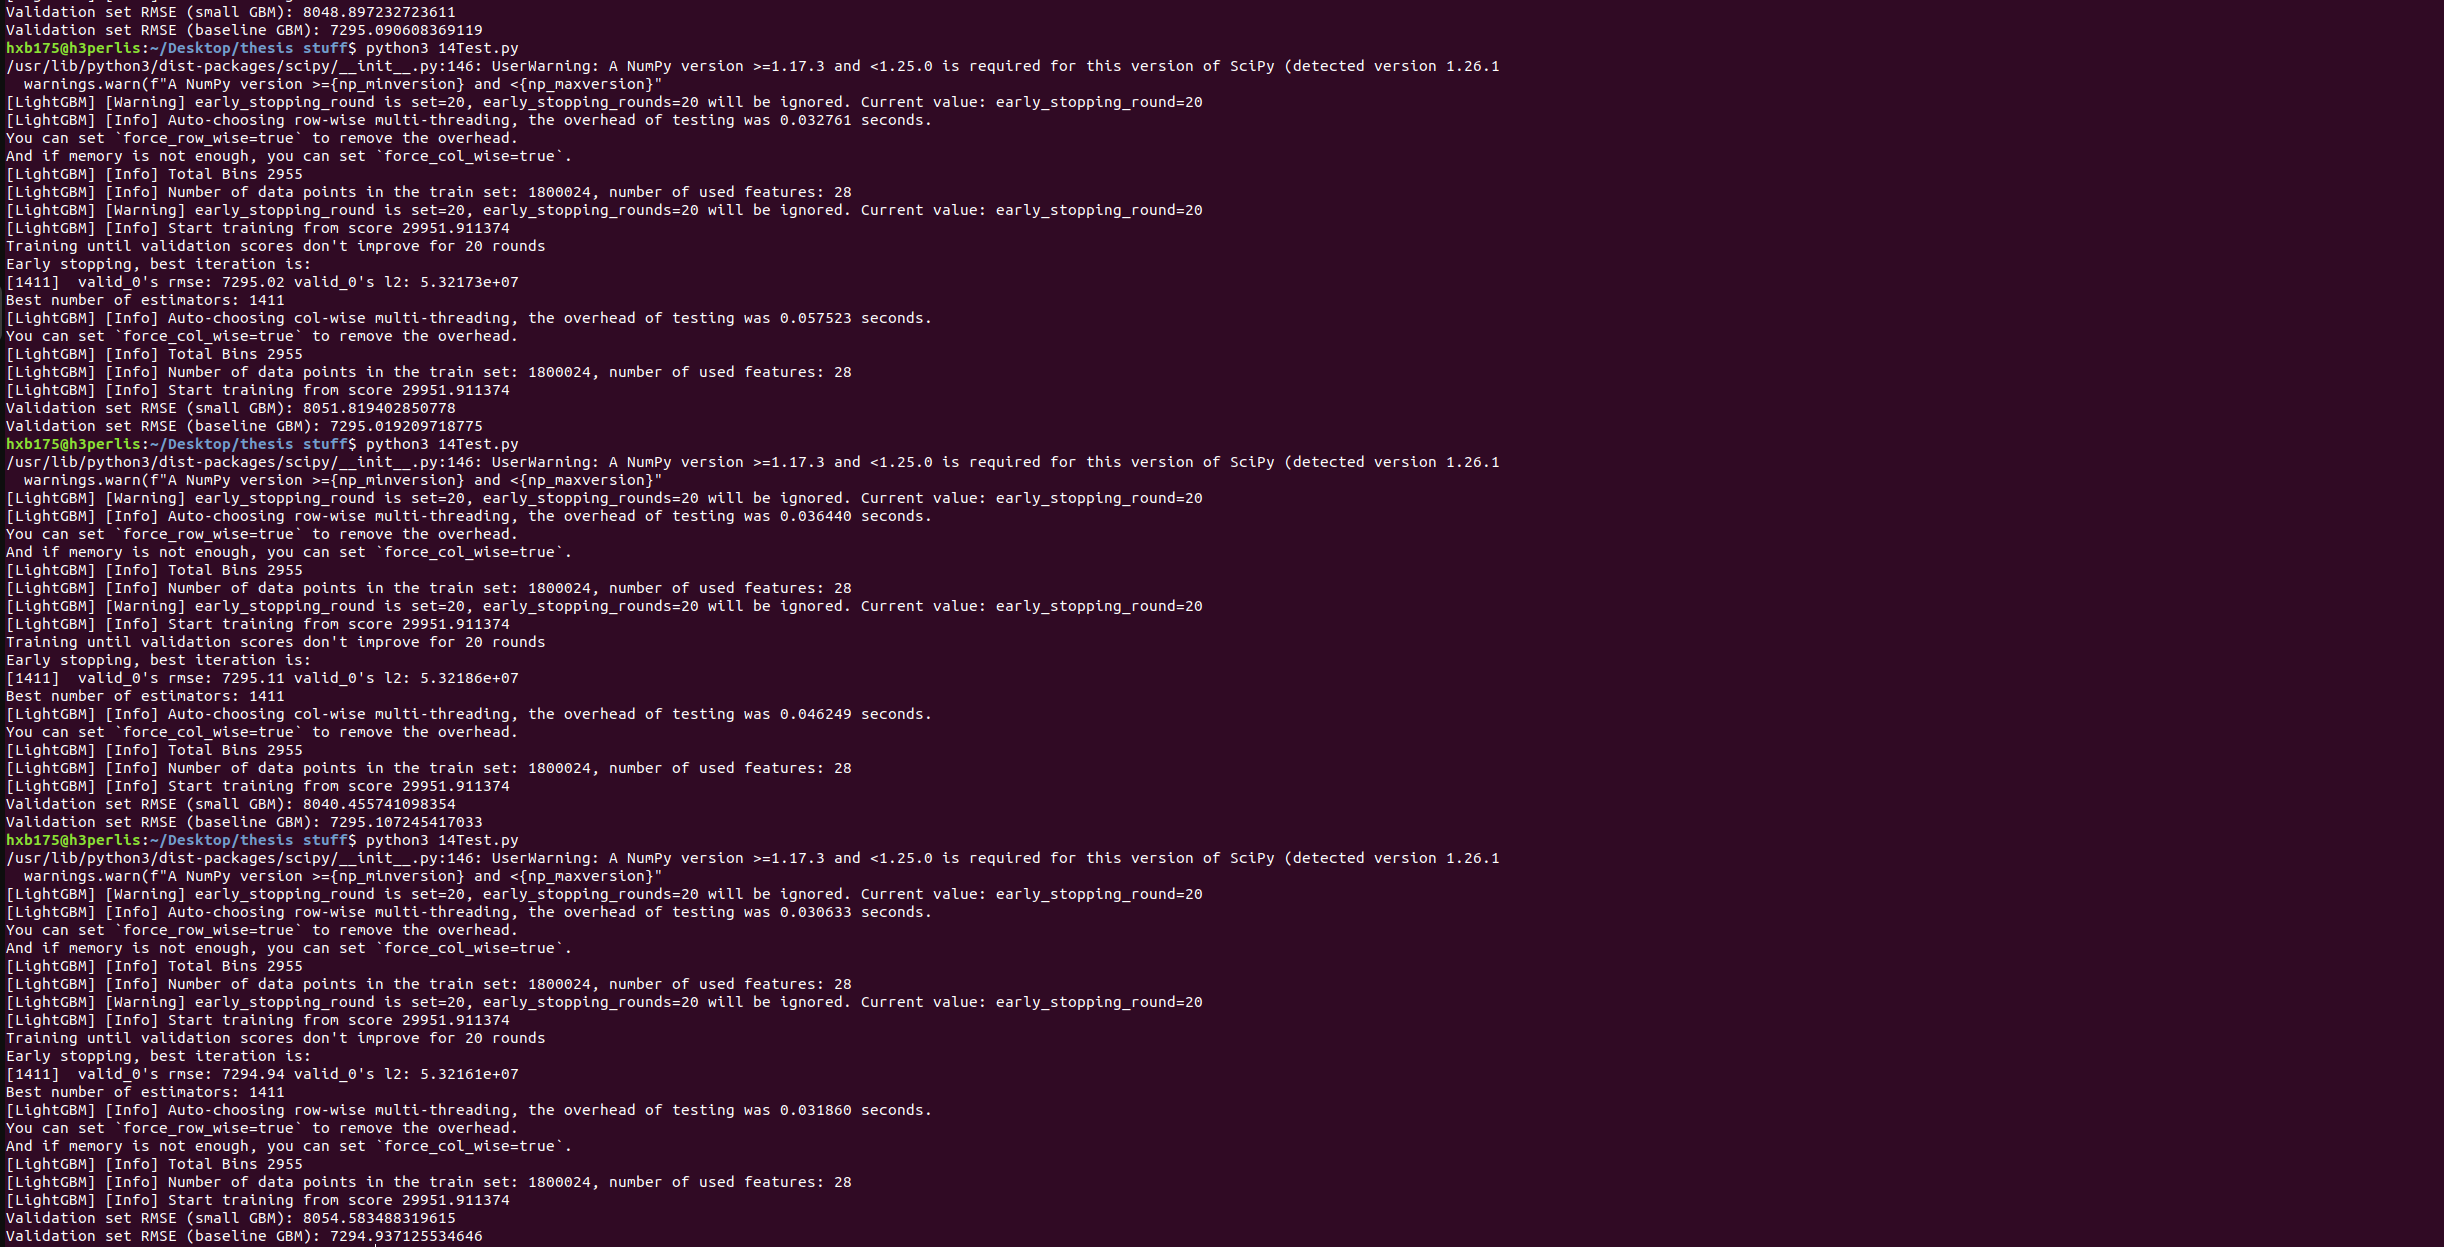 Validation set RMSE (small GBM): 8048.897232723611
Validation set RMSE (baseline GBM): 7295.090608369119
hxb175@h3perlis:~/Desktop/thesis stuff$ python3 14Test.py
/usr/lib/python3/dist-packages/scipy/__init__.py:146: UserWarning: A NumPy version >=1.17.3 and <1.25.0 is required for this version of SciPy (detected version 1.26.1
  warnings.warn(f"A NumPy version >={np_minversion} and <{np_maxversion}"
[LightGBM] [Warning] early_stopping_round is set=20, early_stopping_rounds=20 will be ignored. Current value: early_stopping_round=20
[LightGBM] [Info] Auto-choosing row-wise multi-threading, the overhead of testing was 0.032761 seconds.
You can set `force_row_wise=true` to remove the overhead.
And if memory is not enough, you can set `force_col_wise=true`.
[LightGBM] [Info] Total Bins 2955
[LightGBM] [Info] Number of data points in the train set: 1800024, number of used features: 28
[LightGBM] [Warning] early_stopping_round is set=20, early_stopping_rounds=20 will be ignored. Current value: early_stopping_round=20
[LightGBM] [Info] Start training from score 29951.911374
Training until validation scores don't improve for 20 rounds
Early stopping, best iteration is:
[1411]  valid_0's rmse: 7295.02 valid_0's l2: 5.32173e+07
Best number of estimators: 1411
[LightGBM] [Info] Auto-choosing col-wise multi-threading, the overhead of testing was 0.057523 seconds.
You can set `force_col_wise=true` to remove the overhead.
[LightGBM] [Info] Total Bins 2955
[LightGBM] [Info] Number of data points in the train set: 1800024, number of used features: 28
[LightGBM] [Info] Start training from score 29951.911374
Validation set RMSE (small GBM): 8051.819402850778
Validation set RMSE (baseline GBM): 7295.019209718775
hxb175@h3perlis:~/Desktop/thesis stuff$ python3 14Test.py
/usr/lib/python3/dist-packages/scipy/__init__.py:146: UserWarning: A NumPy version >=1.17.3 and <1.25.0 is required for this version of SciPy (detected version 1.26.1
  warnings.warn(f"A NumPy version >={np_minversion} and <{np_maxversion}"
[LightGBM] [Warning] early_stopping_round is set=20, early_stopping_rounds=20 will be ignored. Current value: early_stopping_round=20
[LightGBM] [Info] Auto-choosing row-wise multi-threading, the overhead of testing was 0.036440 seconds.
You can set `force_row_wise=true` to remove the overhead.
And if memory is not enough, you can set `force_col_wise=true`.
[LightGBM] [Info] Total Bins 2955
[LightGBM] [Info] Number of data points in the train set: 1800024, number of used features: 28
[LightGBM] [Warning] early_stopping_round is set=20, early_stopping_rounds=20 will be ignored. Current value: early_stopping_round=20
[LightGBM] [Info] Start training from score 29951.911374
Training until validation scores don't improve for 20 rounds
Early stopping, best iteration is:
[1411]  valid_0's rmse: 7295.11 valid_0's l2: 5.32186e+07
Best number of estimators: 1411
[LightGBM] [Info] Auto-choosing col-wise multi-threading, the overhead of testing was 0.046249 seconds.
You can set `force_col_wise=true` to remove the overhead.
[LightGBM] [Info] Total Bins 2955
[LightGBM] [Info] Number of data points in the train set: 1800024, number of used features: 28
[LightGBM] [Info] Start training from score 29951.911374
Validation set RMSE (small GBM): 8040.455741098354
Validation set RMSE (baseline GBM): 7295.107245417033
hxb175@h3perlis:~/Desktop/thesis stuff$ python3 14Test.py
/usr/lib/python3/dist-packages/scipy/__init__.py:146: UserWarning: A NumPy version >=1.17.3 and <1.25.0 is required for this version of SciPy (detected version 1.26.1
  warnings.warn(f"A NumPy version >={np_minversion} and <{np_maxversion}"
[LightGBM] [Warning] early_stopping_round is set=20, early_stopping_rounds=20 will be ignored. Current value: early_stopping_round=20
[LightGBM] [Info] Auto-choosing row-wise multi-threading, the overhead of testing was 0.030633 seconds.
You can set `force_row_wise=true` to remove the overhead.
And if memory is not enough, you can set `force_col_wise=true`.
[LightGBM] [Info] Total Bins 2955
[LightGBM] [Info] Number of data points in the train set: 1800024, number of used features: 28
[LightGBM] [Warning] early_stopping_round is set=20, early_stopping_rounds=20 will be ignored. Current value: early_stopping_round=20
[LightGBM] [Info] Start training from score 29951.911374
Training until validation scores don't improve for 20 rounds
Early stopping, best iteration is:
[1411]  valid_0's rmse: 7294.94 valid_0's l2: 5.32161e+07
Best number of estimators: 1411
[LightGBM] [Info] Auto-choosing row-wise multi-threading, the overhead of testing was 0.031860 seconds.
You can set `force_row_wise=true` to remove the overhead.
And if memory is not enough, you can set `force_col_wise=true`.
[LightGBM] [Info] Total Bins 2955
[LightGBM] [Info] Number of data points in the train set: 1800024, number of used features: 28
[LightGBM] [Info] Start training from score 29951.911374
Validation set RMSE (small GBM): 8054.583488319615
Validation set RMSE (baseline GBM): 7294.937125534646